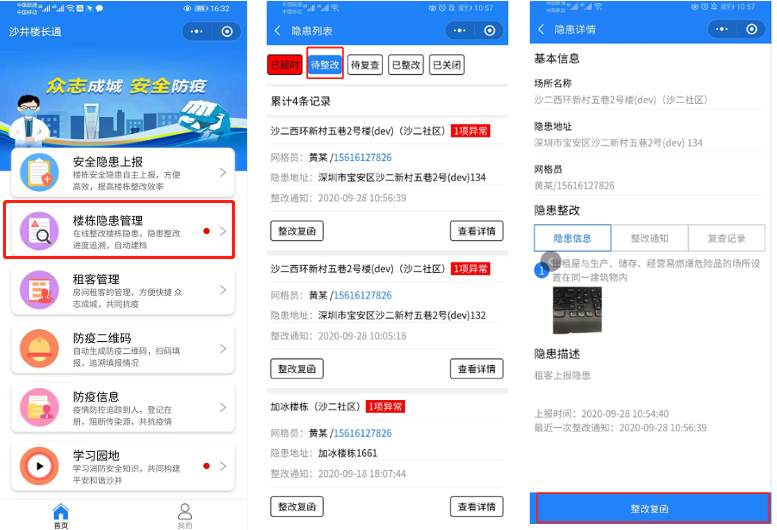 中国联通
中国移动
16:32
沙井楼长通
众志成城 安全防疫
安全隐患上报
楼栋安全隐患自主上报，方便
高效，提高楼栋整改效率
楼栋隐患管理
在线整改楼栋隐患，隐患整改
进度追溯，自动建档
租客管理
房间租客的管理，方便快捷 众
志成城，共同抗疫
防疫二维码
自动生成防疫二维码，扫码填
报，追溯填报情况
防疫信息
疫情防控追踪到人，登记在
册，阻断传染源，共抗疫情
学习园地
学习消防安全知识，共同构建
平安和谐沙井
首页
我的
中国联通
中国移动
10:57
隐患列表
已超时 待整改 待复查 已整改 已关闭
累计4条记录
沙二西环新村五巷2号楼(dev)（沙二社区） 1项异常
网格员：黄某 /15616127826
隐患地址：深圳市宝安区沙二新村五巷2号楼(dev)134
整改通知：2020-09-28 10:56:39
整改复函 查看详情
沙二西环新村五巷2号楼(dev)（沙二社区） 1项异常
网格员：黄某 /15616127826
隐患地址：深圳市宝安区沙二新村五巷2号楼(dev)132
整改通知：2020-09-28 10:05:18
整改复函 查看详情
加冰楼栋（沙二社区） 1项异常
网格员：黄某 /15616127826
隐患地址：加冰楼栋1661
整改通知：2020-09-28 18:07:44
整改复函 查看详情
中国联通
中国移动
10:57
隐患详情
基本信息
场所名称
沙二西环新村五巷2号楼(dev)（沙二社区）
隐患地址
深圳市宝安区沙二新村五巷2号楼(dev) 134
网格员
黄某/15616127826
隐患整改
隐患信息 整改通知 复查记录
1 出租屋与生产、储存、经营易燃爆危险品的场所设
置在同一建筑物内
隐患描述
租客上报隐患
上报时间：2020-09-28 10:54:40
最近一次整改通知：2020-09-28 10:56:39
整改复函